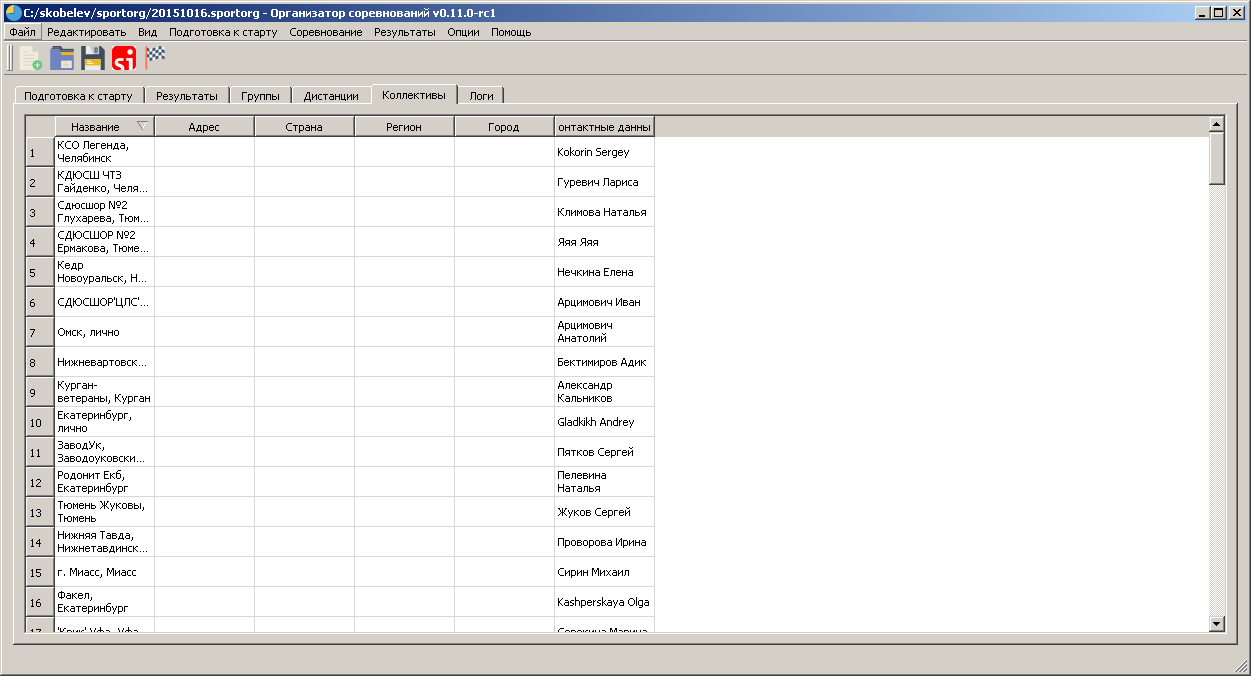 C:/skobelev/sportorg/20151016.sportorg - Организатор соревнований v0.11.0-rc1
Файл Редактировать Вид Подготовка к старту Соревнование Результаты Опции Помощь
si
Подготовка к старту Результаты Группы Дистанции Коллективы Логи
Название Адрес Страна Регион Город онтактные данны
1 КСО Легенда, Kokorin Sergey
Челябинск
2 КДЮСШ ЧТЗ Гуревич Лариса
Гайденко, Челя...
3 Сдюсшор №2 Климова Наталья
Глухарева, Тюм...
4 СДЮСШОР №2 Яяя Яяя
Ермакова, Тюме...
5 Кедр Нечкина Елена
Новоуральск, Н...
6 СДЮСШОР'ЦЛС'... Арцимович Иван
7 Омск, лично Арцимович
Анатолий
8 Нижневартовск... Бектимиров Адик
9 Курган- Александр
ветераны, Курган Кальников
10 Екатеринбург, Gladkikh Andrey
лично
11 ЗаводУк, Пятков Сергей
Заводоуковски...
12 Родонит Екб, Пелевина
Екатеринбург Наталья
13 Тюмень Жуковы, Жуков Сергей
Тюмень
14 Нижняя Тавда, Проворова Ирина
Нижнетавдинск...
15 г. Миасс, Миасс Сирин Михаил
16 Факел, Kashperskaya Olga
Екатеринбург
17 'Крик' Уфа, Уфа Сорокина Марина